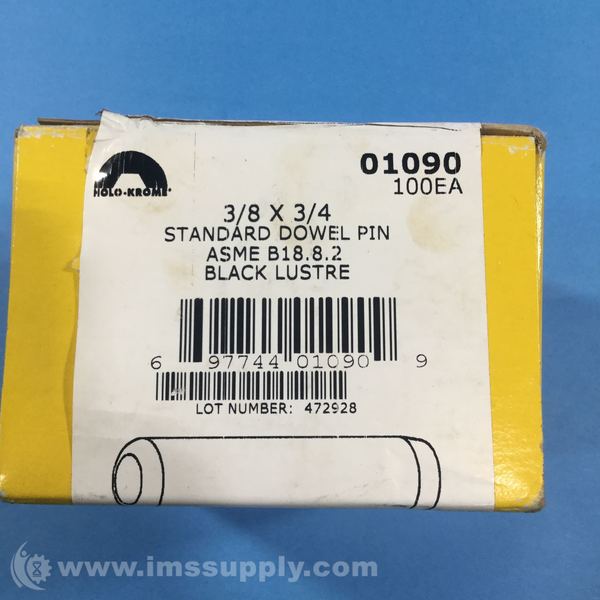 HOLO-KROME®
01090
100EA
3/8 X 3/4
STANDARD DOWEL PIN
ASME B18.8.2
BLACK LUSTRE
6 97744 01090 9
LOT NUMBER: 472928
www.imssupply.com